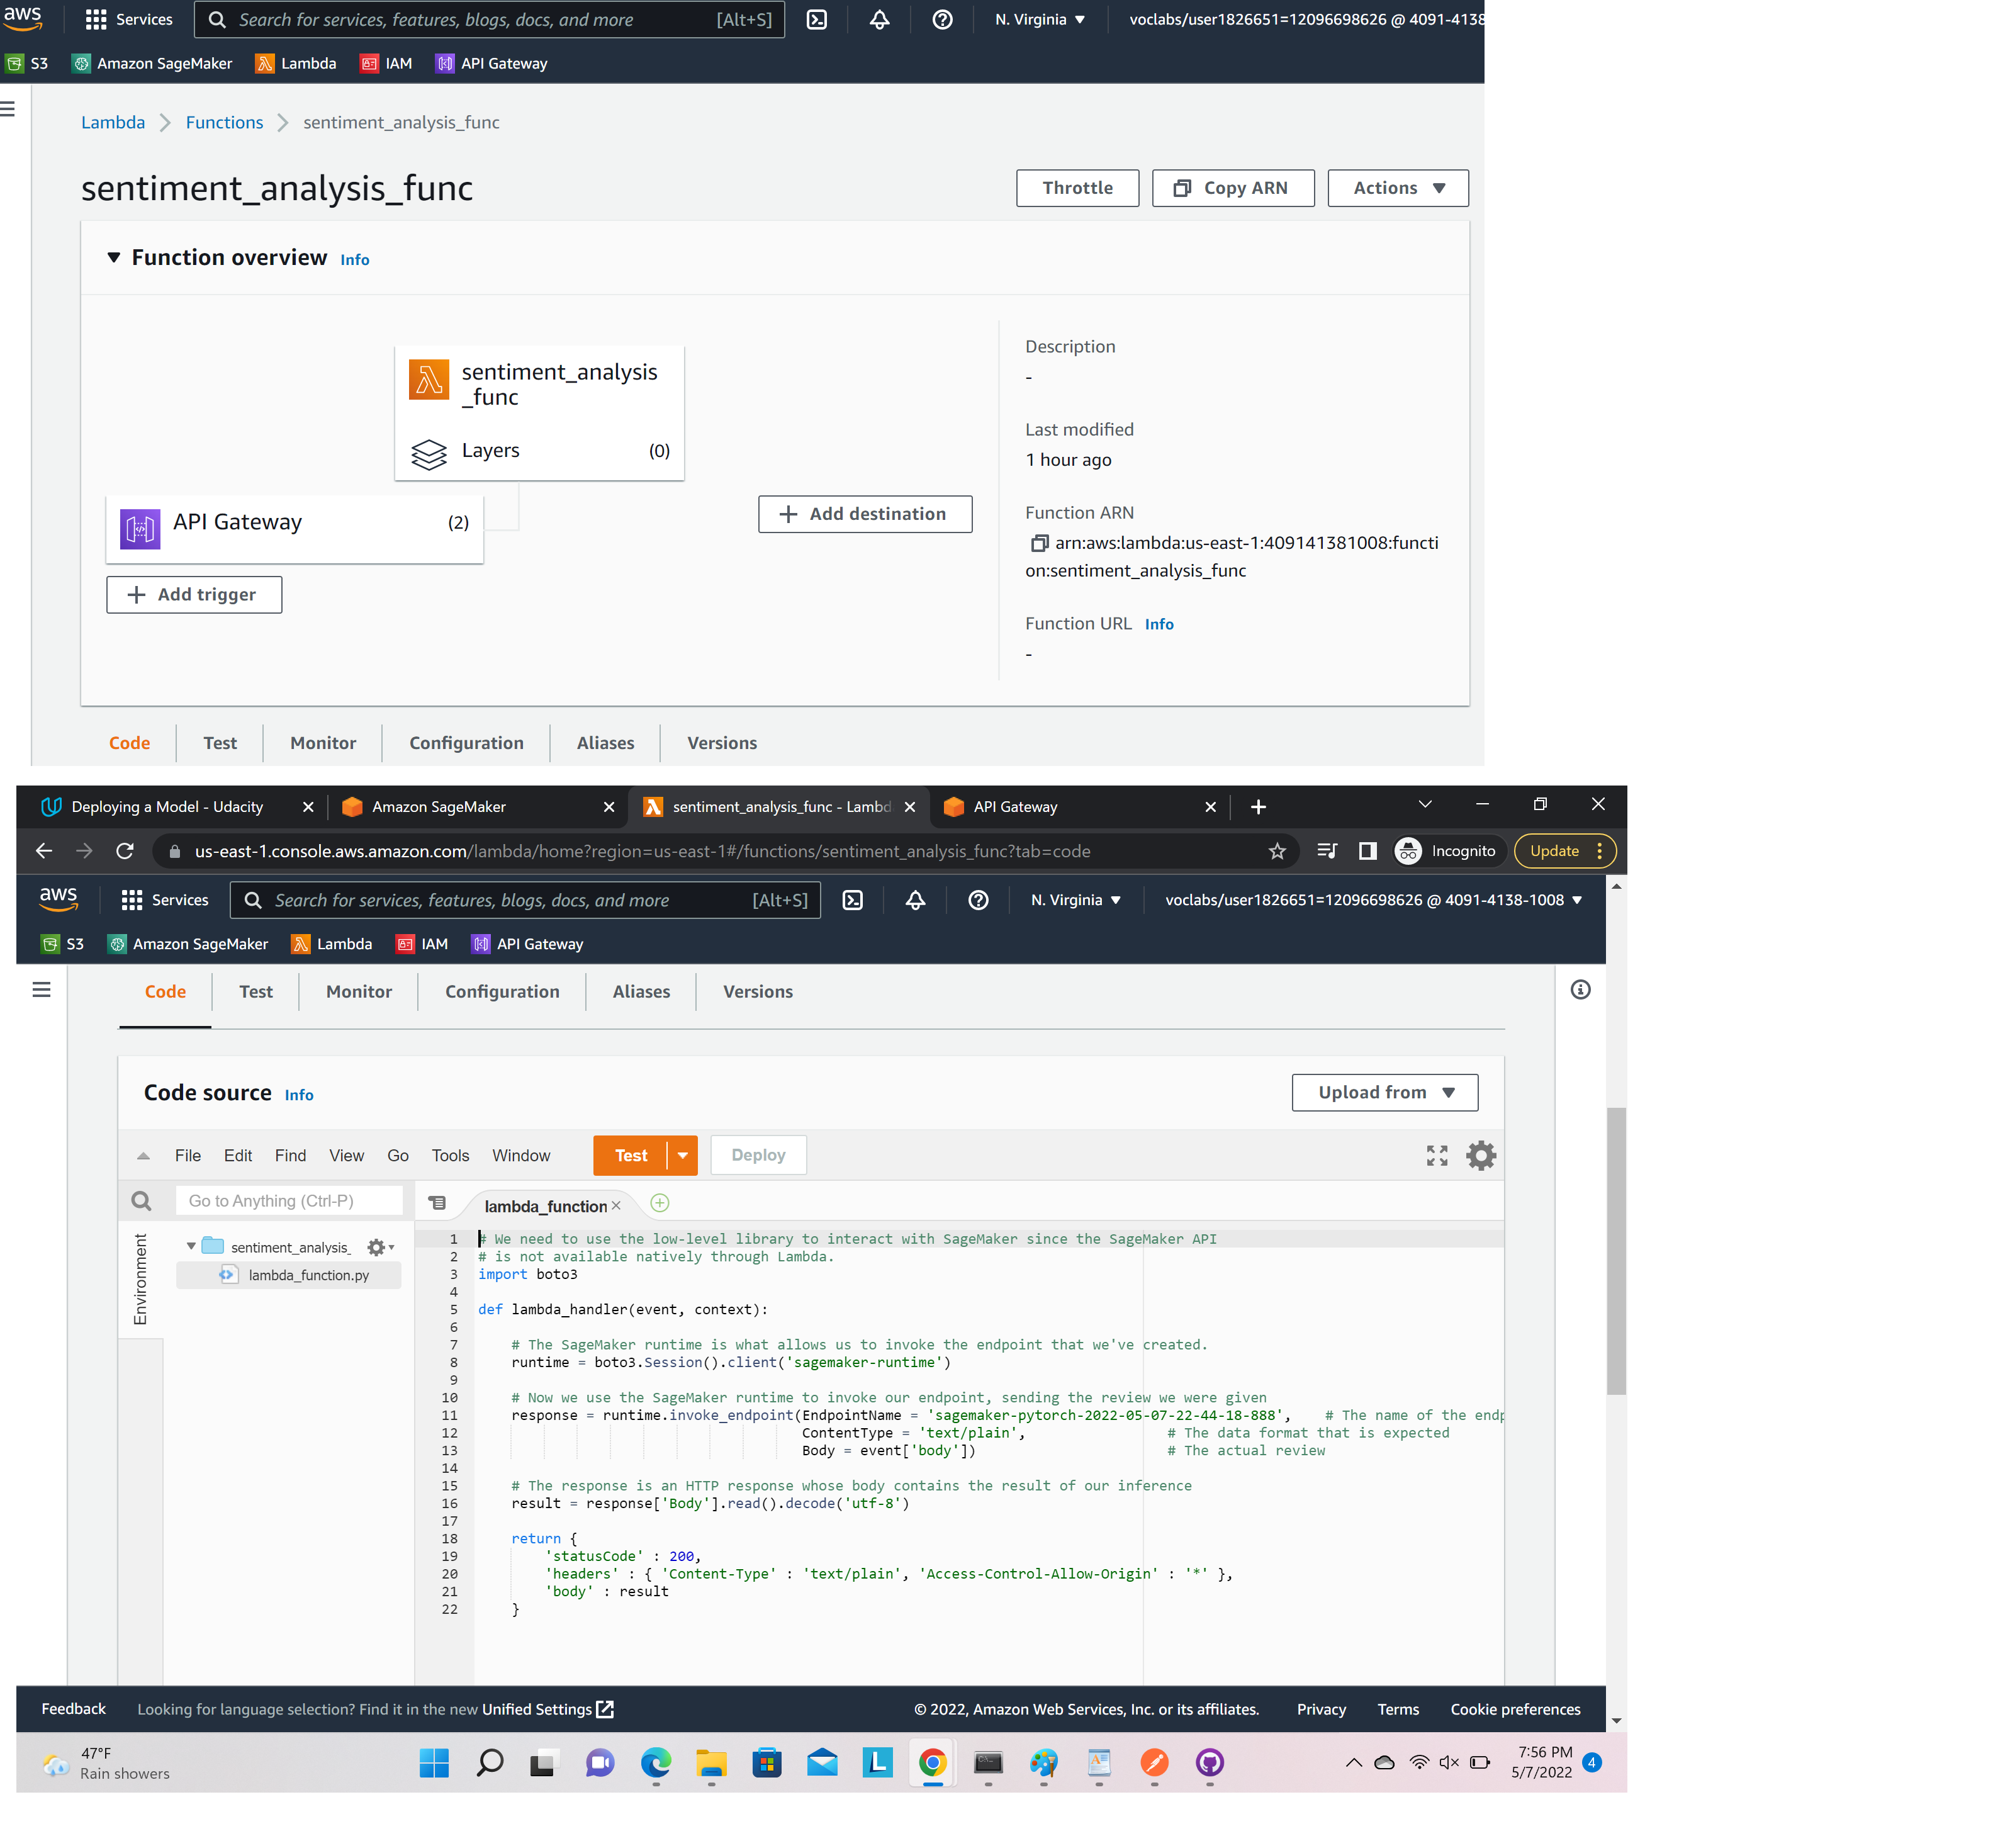 aws Services Search for services, features, blogs, docs, and more [Alt+S] N. Virginia ▼ voclabs/user1826651=12096698626 @ 4091-4138
S3 Amazon SageMaker Lambda IAM API Gateway
Lambda > Functions > sentiment_analysis_func
sentiment_analysis_func
Throttle Copy ARN Actions ▼
▼ Function overview Info
sentiment_analysis
_func
Layers (0)
API Gateway (2)
+ Add trigger
+ Add destination
Description
-
Last modified
1 hour ago
Function ARN
arn:aws:lambda:us-east-1:409141381008:functi
on:sentiment_analysis_func
Function URL Info
-
Code Test Monitor Configuration Aliases Versions
Deploying a Model - Udacity Amazon SageMaker sentiment_analysis_func - Lambd API Gateway
us-east-1.console.aws.amazon.com/lambda/home?region=us-east-1#/functions/sentiment_analysis_func?tab=code Incognito Update
aws Services Search for services, features, blogs, docs, and more [Alt+S] N. Virginia ▼ voclabs/user1826651=12096698626 @ 4091-4138-1008 ▼
S3 Amazon SageMaker Lambda IAM API Gateway
Code Test Monitor Configuration Aliases Versions
Code source Info
Upload from ▼
File Edit Find View Go Tools Window Test Deploy
Go to Anything (Ctrl-P)
lambda_function
Environment
sentiment_analysis_
lambda_function.py
1 # We need to use the low-level library to interact with SageMaker since the SageMaker API
2 # is not available natively through Lambda.
3 import boto3
4
5 def lambda_handler(event, context):
6
7 # The SageMaker runtime is what allows us to invoke the endpoint that we've created.
8 runtime = boto3.Session().client('sagemaker-runtime')
9
10 # Now we use the SageMaker runtime to invoke our endpoint, sending the review we were given
11 response = runtime.invoke_endpoint(EndpointName = 'sagemaker-pytorch-2022-05-07-22-44-18-888', # The name of the endp
12 ContentType = 'text/plain', # The data format that is expected
13 Body = event['body']) # The actual review
14
15 # The response is an HTTP response whose body contains the result of our inference
16 result = response['Body'].read().decode('utf-8')
17
18 return {
19 'statusCode' : 200,
20 'headers' : { 'Content-Type' : 'text/plain', 'Access-Control-Allow-Origin' : '*' },
21 'body' : result
22 }
Feedback Looking for language selection? Find it in the new Unified Settings © 2022, Amazon Web Services, Inc. or its affiliates. Privacy Terms Cookie preferences
47°F
Rain showers
7:56 PM
5/7/2022
4